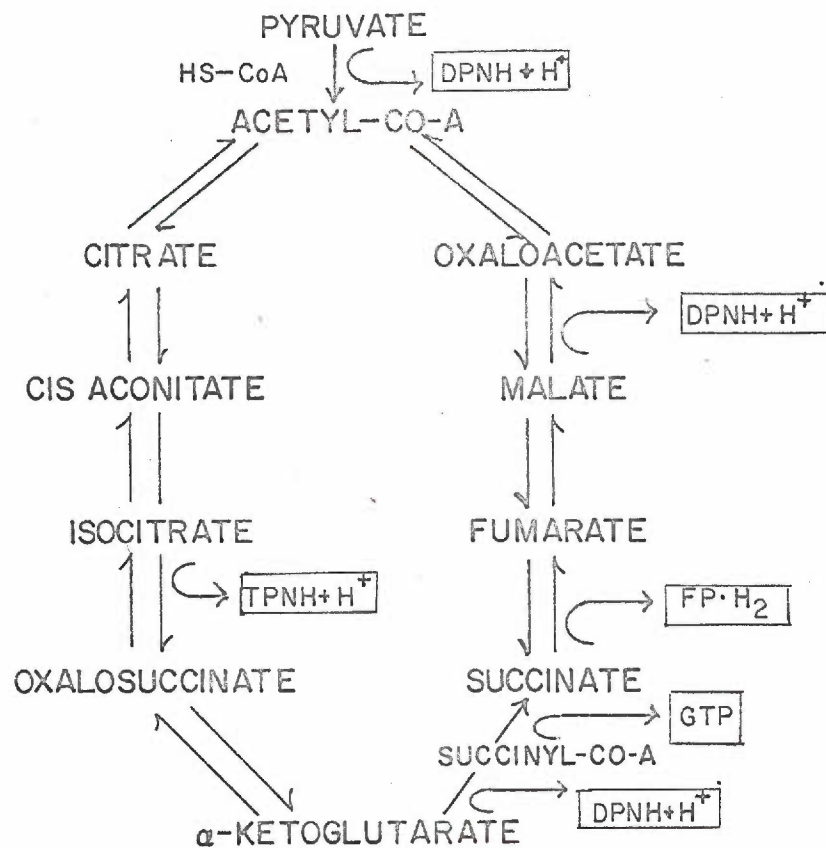 PYRUVATE
HS-CoA
DPNH + H+
ACETYL-CO-A
CITRATE
OXALOACETATE
DPNH + H+
CIS ACONITATE
MALATE
ISOCITRATE
FUMARATE
TPNH + H+
FP·H2
OXALOSUCCINATE
SUCCINATE
GTP
SUCCINYL-CO-A
α-KETOGLUTARATE
DPNH + H+